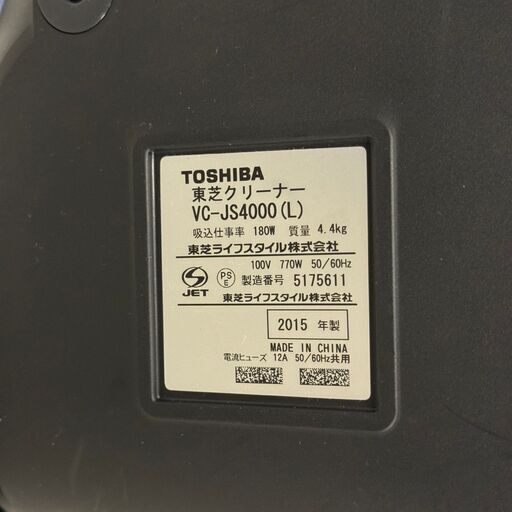 TOSHIBA
東芝クリーナー
VC-JS4000(L)
吸込仕事率 180W 質量 4.4kg
東芝ライフスタイル株式会社
100V 770W 50/60Hz
JET PS E 製造番号 5175611
東芝ライフスタイル株式会社
2015 年製
MADE IN CHINA
電流ヒューズ 12A 50/60Hz共用